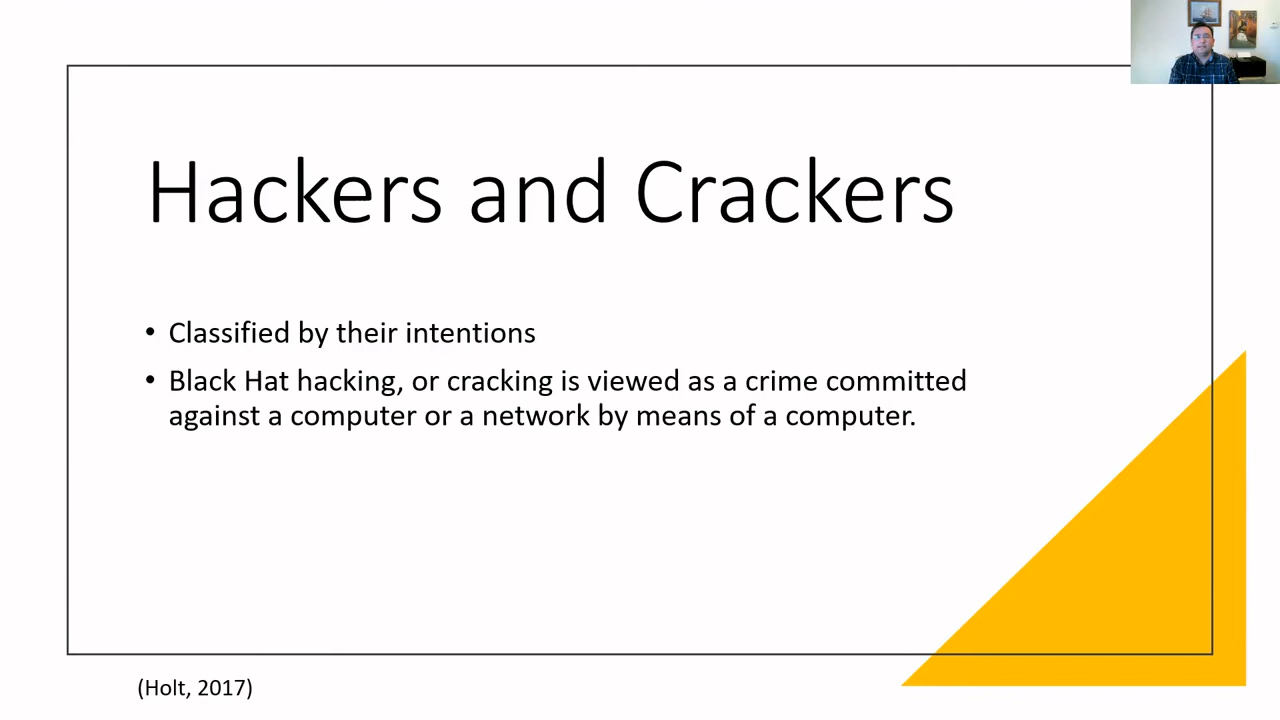 Hackers and Crackers
• Classified by their intentions
• Black Hat hacking, or cracking is viewed as a crime committed
against a computer or a network by means of a computer.
(Holt, 2017)